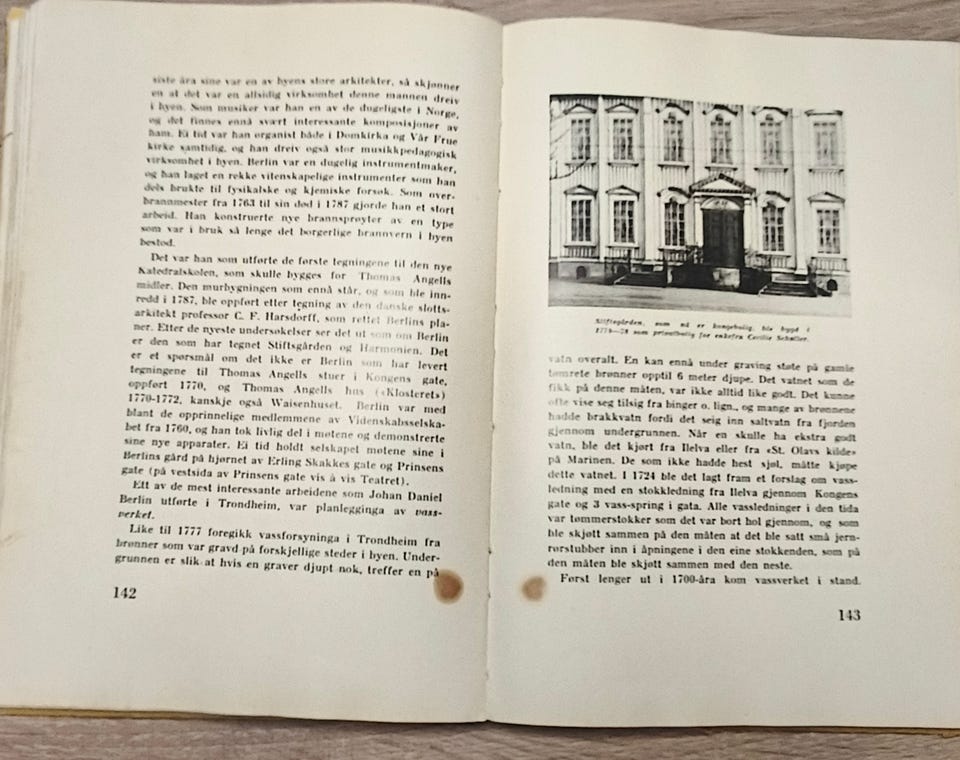 siste åra sine var en av byens store arkitekter, så skjønner
en at det var en allsidig virksomhet denne mannen dreiv
i byen. Som musiker var han en av de dugeligste i Norge,
og det finnes ennå svært interessante komposisjoner av
ham. Ei tid var han organist både i Domkirka og Vår Frue
kirke samtidig, og han dreiv også stor musikkpedagogisk
virksomhet i byen. Berlin var en dugelig instrumentmaker,
og han laget en rekke vitenskapelige instrumenter som han
dels brukte til fysikalske og kjemiske forsøk. Som over-
brannmester fra 1763 til sin død i 1787 gjorde han et stort
arbeid. Han konstruerte nye brannsprøyter av en type
som var i bruk så lenge det borgerlige brannvern i byen
bestod.
Det var han som utførte de første tegningene til den nye
Katedralskolen, som skulle bygges for Thomas Angells
midler. Den murbygningen som ennå står, og som ble inn-
redd i 1787, ble oppført etter tegning av den danske slotts-
arkitekt professor C. F. Harsdorff, som rettet Berlins pla-
ner. Etter de nyeste undersøkelser ser det ut som om Berlin
er den som har tegnet Stiftsgården og Harmonien. Det
er et spørsmål om det ikke er Berlin som har levert
tegningene til Thomas Angells stuer i Kongens gate,
oppført 1770, og Thomas Angells hus («Klosteret»)
1770-1772, kanskje også Waisenhuset. Berlin var med
blant de opprinnelige medlemmene av Videnskabsselska-
bet fra 1760, og han tok livlig del i møtene og demonstrerte
sine nye apparater. Ei tid holdt selskapet møtene sine i
Berlins gård på hjørnet av Erling Skakkes gate og Prinsens
gate (på vestsida av Prinsens gate vis à vis Teatret).
Ett av de mest interessante arbeidene som Johan Daniel
Berlin utførte i Trondheim, var planlegginga av vass-
verket.
Like til 1777 foregikk vassforsyninga i Trondheim fra
brønner som var gravd på forskjellige steder i byen. Under-
grunnen er slik at hvis en graver djupt nok, treffer en på
142
Stiftsgården, som nå er kongebolig, ble bygd i
1774—78 som privatbolig for enkefru Cecilie Schøller.
vatn overalt. En kan ennå under graving støte på gamle
tømrete brønner opptil 6 meter djupe. Det vatnet som de
fikk på denne måten, var ikke alltid like godt. Det kunne
ofte vise seg tilsig fra binger o. lign., og mange av brønnene
hadde brakkvatn fordi det seig inn saltvatn fra fjorden
gjennom undergrunnen. Når en skulle ha ekstra godt
vatn, ble det kjørt fra Ilelva eller fra «St. Olavs kilde»
på Marinen. De som ikke hadde hest sjøl, måtte kjøpe
dette vatnet. I 1724 ble det lagt fram et forslag om vass-
ledning med en stokkledning fra Ilelva gjennom Kongens
gate og 3 vass-spring i gata. Alle vassledninger i den tida
var tømmerstokker som det var bort hol gjennom, og som
ble skjøtt sammen på den måten at det ble satt små jern-
rørstubber inn i åpningene i den eine stokkenden, som på
den måten ble skjøtt sammen med den neste.
Først lenger ut i 1700-åra kom vassverket i stand.
143